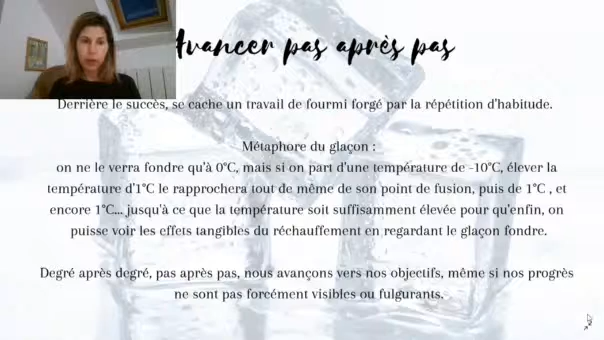 Avancer pas après pas
Derrière le succès, se cache un travail de fourmi forgé par la répétition d'habitude.
Métaphore du glaçon :
on ne le verra fondre qu'à 0°C, mais si on part d'une température de -10°C, élever la
température d'1°C le rapprochera tout de même de son point de fusion, puis de 1°C , et
encore 1°C... jusqu'à ce que la température soit suffisamment élevée pour qu'enfin, on
puisse voir les effets tangibles du réchauffement en regardant le glaçon fondre.
Degré après degré, pas après pas, nous avançons vers nos objectifs, même si nos progrès
ne sont pas forcément visibles ou fulgurants.